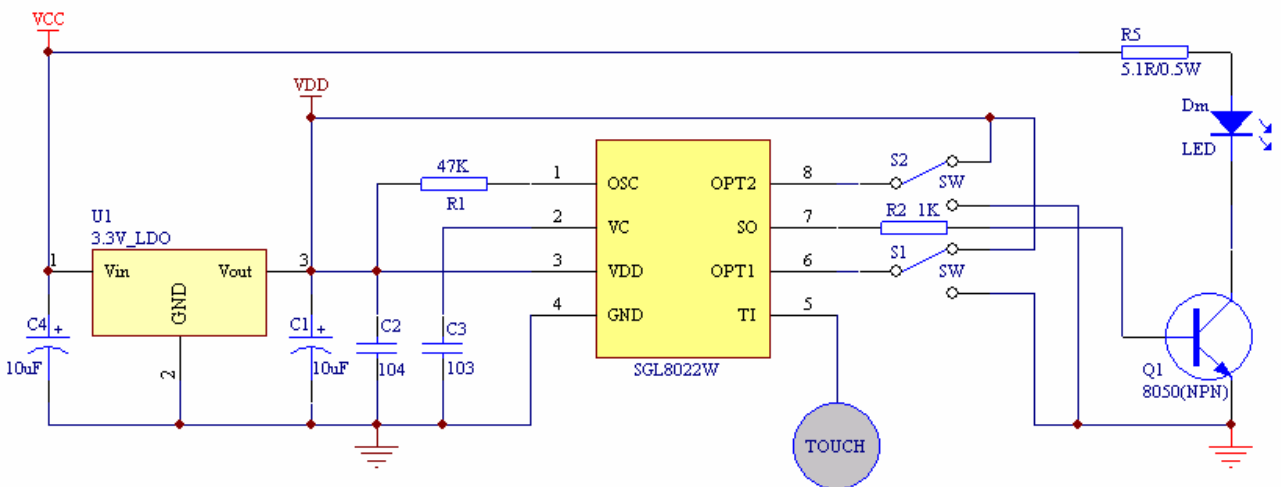 VCC
R5
5.1R/0.5W
VDD
Dm
LED
47K
R1
1
OSC
OPT2
8
S2
SW
2
VC
SO
7
R2 1K
U1
3.3V_LDO
1
Vin
Vout
3
3
VDD
OPT1
6
S1
SW
GND
2
4
GND
TI
5
C4
+
10uF
C1
+
10uF
C2
104
C3
103
SGL8022W
Q1
8050(NPN)
TOUCH